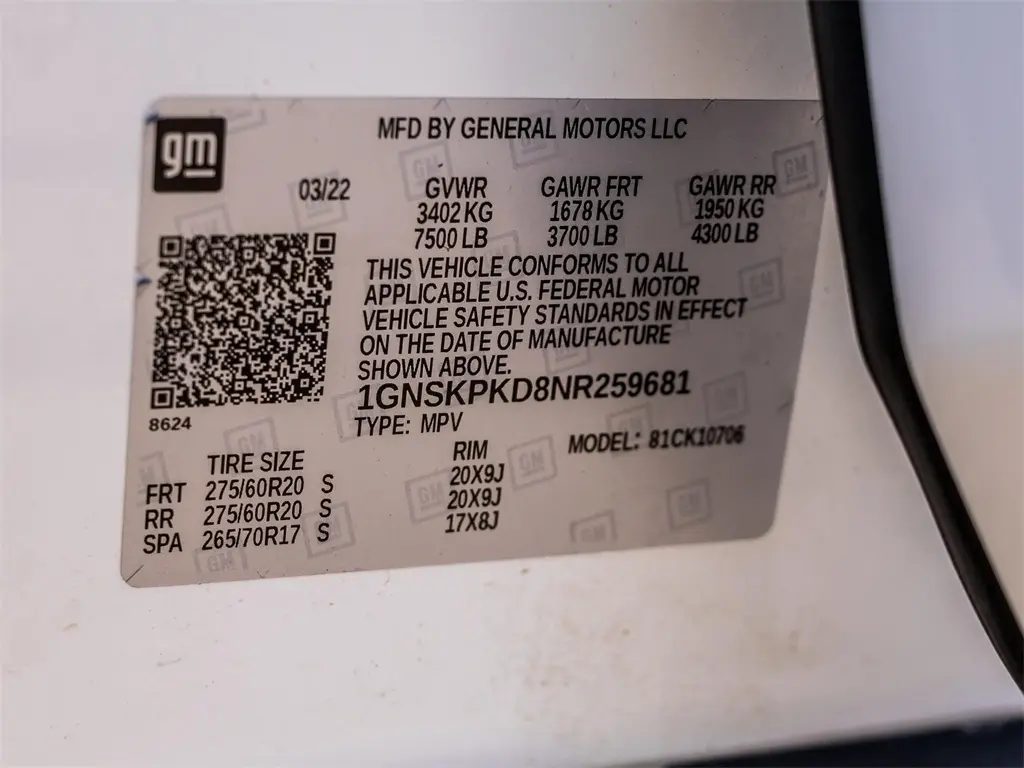 gm
MFD BY GENERAL MOTORS LLC
03/22 GVWR GAWR FRT GAWR RR
3402 KG 1678 KG 1950 KG
7500 LB 3700 LB 4300 LB
THIS VEHICLE CONFORMS TO ALL
APPLICABLE U.S. FEDERAL MOTOR
VEHICLE SAFETY STANDARDS IN EFFECT
ON THE DATE OF MANUFACTURE
SHOWN ABOVE.
1GNSKPKD8NR259681
8624
TYPE: MPV
MODEL: 81CK10706
TIRE SIZE RIM
FRT 275/60R20 S 20X9J
RR 275/60R20 S 20X9J
SPA 265/70R17 S 17X8J